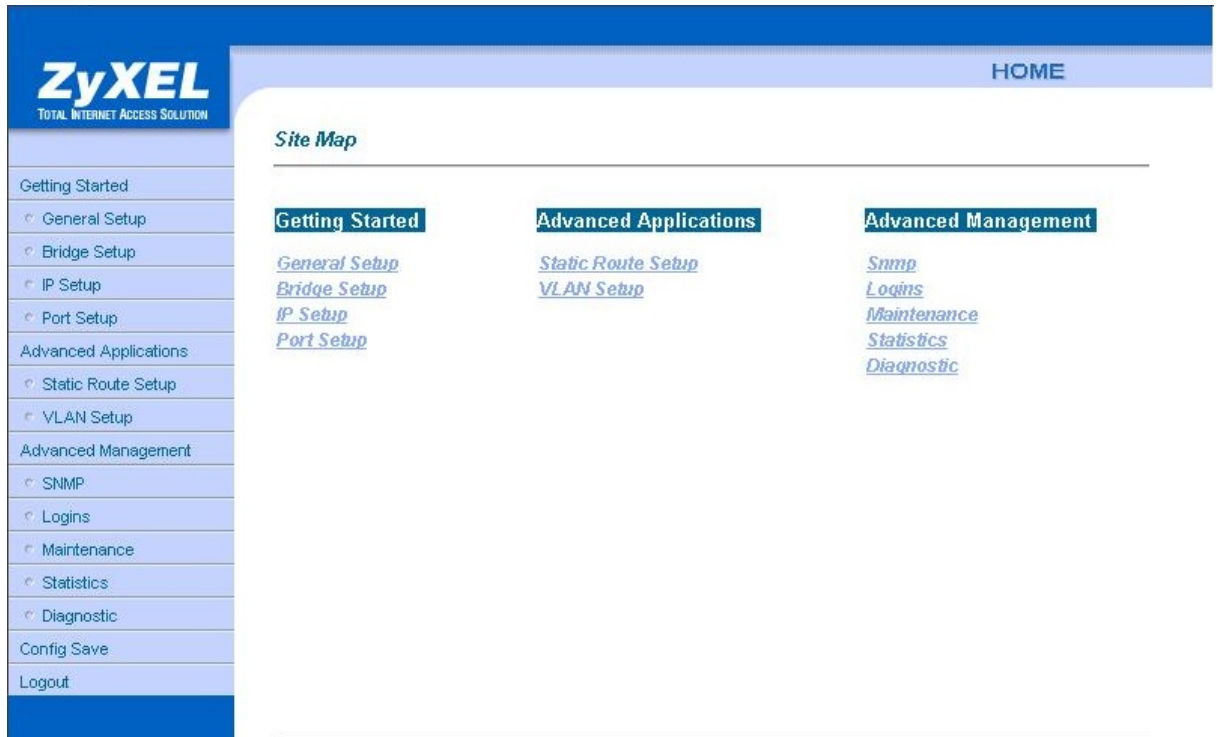 ZyXEL
TOTAL INTERNET ACCESS SOLUTION
HOME
Getting Started
General Setup
Bridge Setup
IP Setup
Port Setup
Advanced Applications
Static Route Setup
VLAN Setup
Advanced Management
SNMP
Logins
Maintenance
Statistics
Diagnostic
Config Save
Logout
Site Map
Getting Started
General Setup
Bridge Setup
IP Setup
Port Setup
Advanced Applications
Static Route Setup
VLAN Setup
Advanced Management
Snmp
Logins
Maintenance
Statistics
Diagnostic